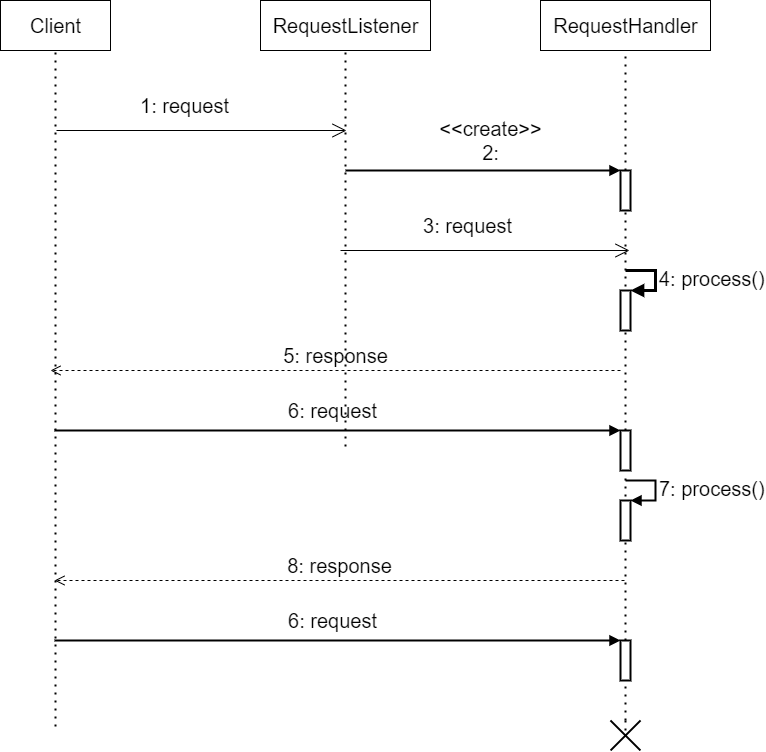 Client
RequestListener
RequestHandler
1: request
<<create>>
2:
3: request
4: process()
5: response
6: request
7: process()
8: response
6: request